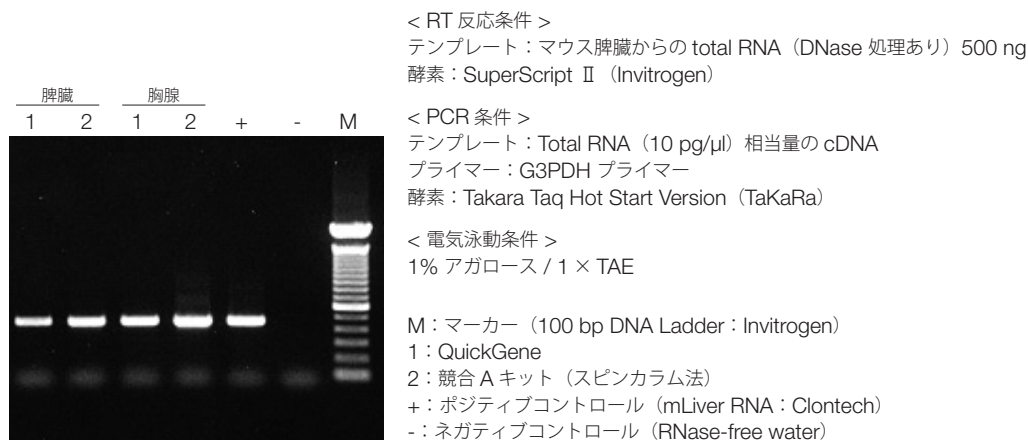 脾臓 胸腺
1 2 1 2 + - M
< RT 反応条件 >
テンプレート：マウス脾臓からの total RNA（DNase 処理あり）500 ng
酵素：SuperScript Ⅱ（Invitrogen）
< PCR 条件 >
テンプレート：Total RNA（10 pg/μl）相当量の cDNA
プライマー：G3PDH プライマー
酵素：Takara Taq Hot Start Version（TaKaRa）
< 電気泳動条件 >
1% アガロース / 1 × TAE
M：マーカー（100 bp DNA Ladder：Invitrogen）
1：QuickGene
2：競合 A キット（スピンカラム法）
+：ポジティブコントロール（mLiver RNA：Clontech）
-：ネガティブコントロール（RNase-free water）